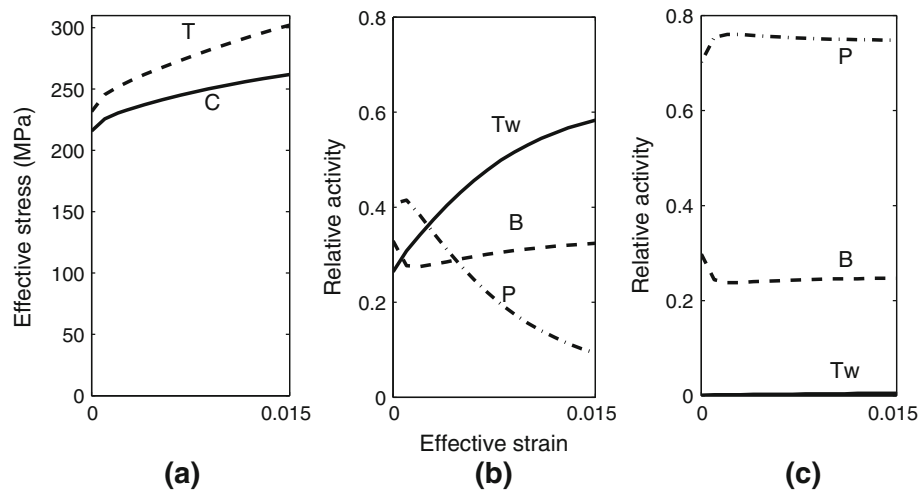 Effective stress (MPa)
300
250
200
150
100
50
0
0
0.015
T
C
(a)
Relative activity
0.8
0.6
0.4
0.2
0
0
0.015
Tw
B
P
Effective strain
(b)
Relative activity
0.8
0.6
0.4
0.2
0
0
0.015
P
B
Tw
(c)